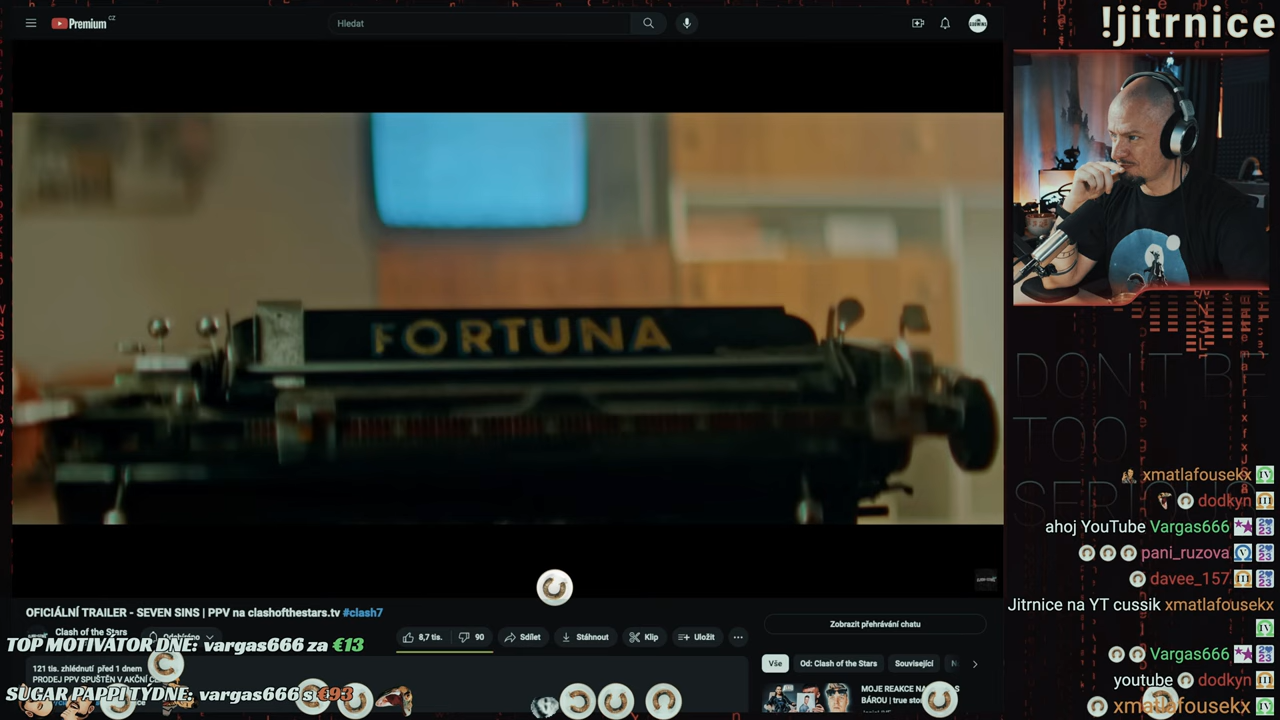 Premium CZ
Hledat
!jitrnice
FORTUNA
DON'T BE
TOO
SERIOUS
xmatlafousekx
dodkyn
ahoj YouTube Vargas666
pani_ruzova
davee_157
Jitrnice na YT cussik xmatlafousekx
Vargas666
youtube dodkyn
xmatlafousekx
OFICIÁLNÍ TRAILER - SEVEN SINS | PPV na clashofthestars.tv #clash7
Clash of the Stars
Odebíráno
8,7 tis.
90
Sdílet
Stáhnout
Klip
Uložit
Zobrazit přehrávání chatu
TOP MOTIVÁTOR DNE: vargas666 za €13
121 tis. zhlédnutí před 1 dnem
PRODEJ PPV SPUŠTĚN V AKČNÍ
SUGAR PAPPI TÝDNE: vargas666 s €93
Vše
Od: Clash of the Stars
Související
MOJE REAKCE NA
BÁROU | true